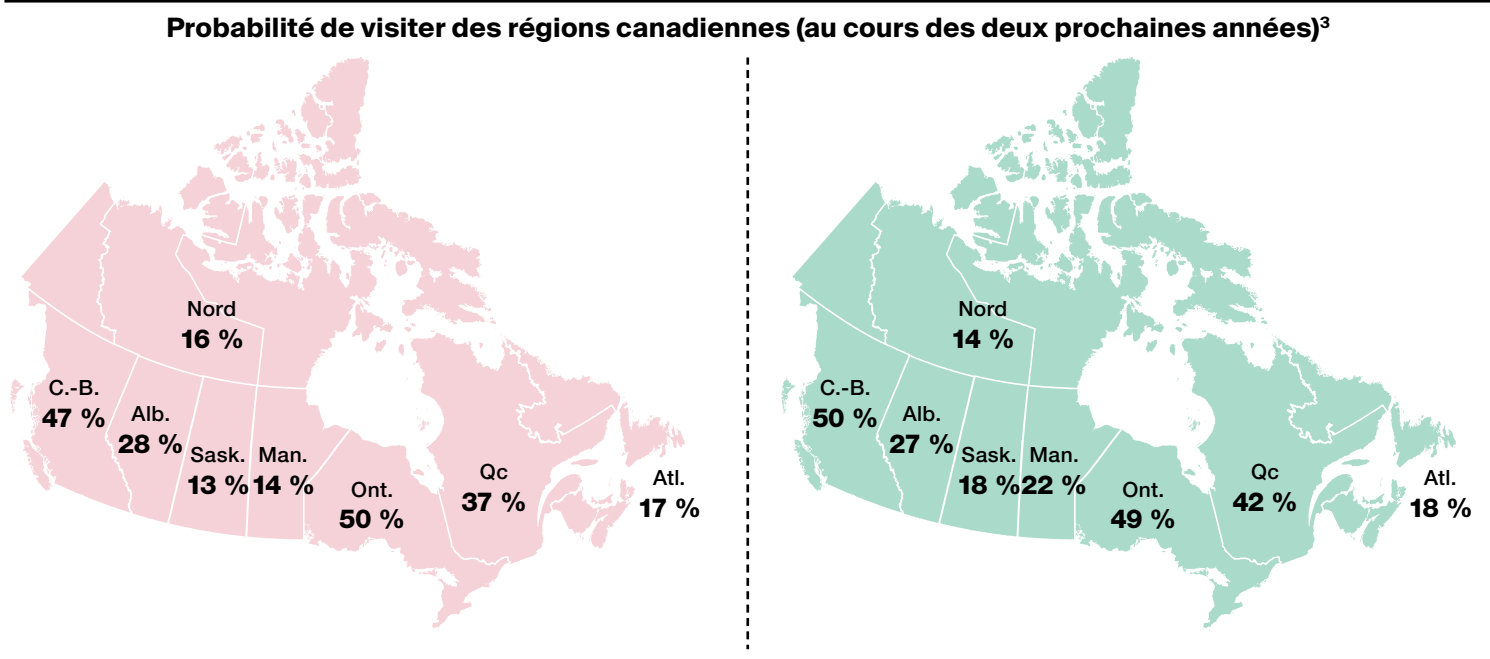 Probabilité de visiter des régions canadiennes (au cours des deux prochaines années)³
Nord
16 %
C.-B.
47 %
Alb.
28 %
Sask.
13 %
Man.
14 %
Ont.
50 %
Qc
37 %
Atl.
17 %
Nord
14 %
C.-B.
50 %
Alb.
27 %
Sask.
18 %
Man.
22 %
Ont.
49 %
Qc
42 %
Atl.
18 %